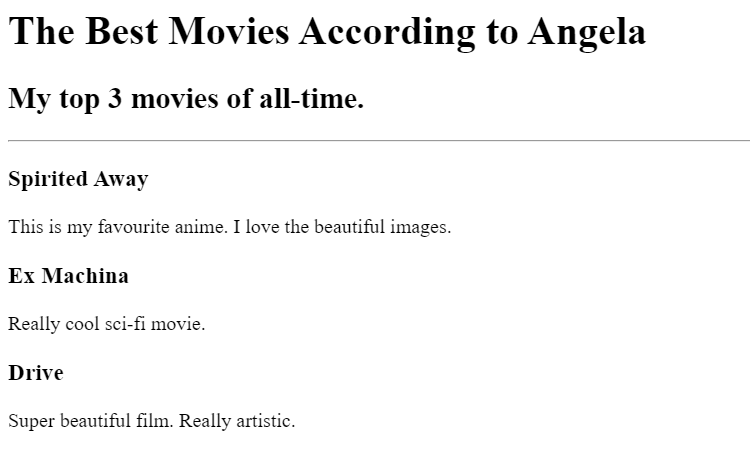 The Best Movies According to Angela
My top 3 movies of all-time.
Spirited Away
This is my favourite anime. I love the beautiful images.
Ex Machina
Really cool sci-fi movie.
Drive
Super beautiful film. Really artistic.